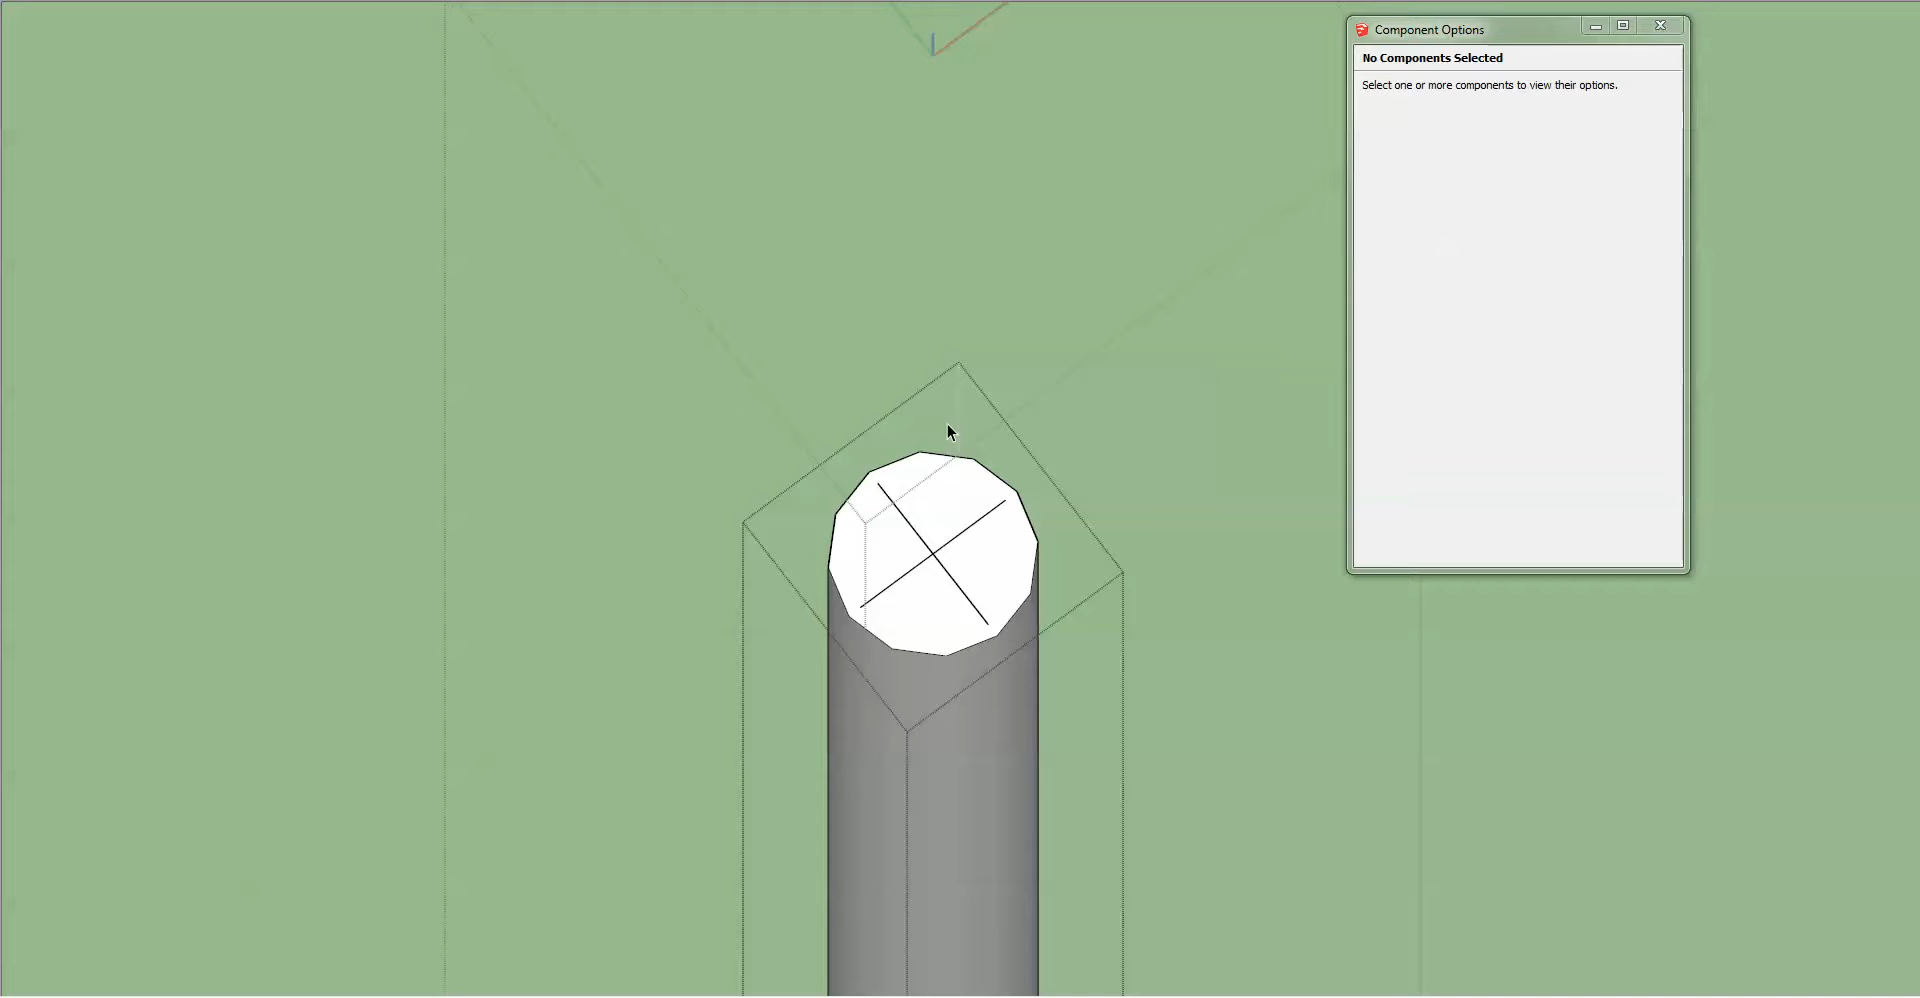 Component Options
No Components Selected
Select one or more components to view their options.